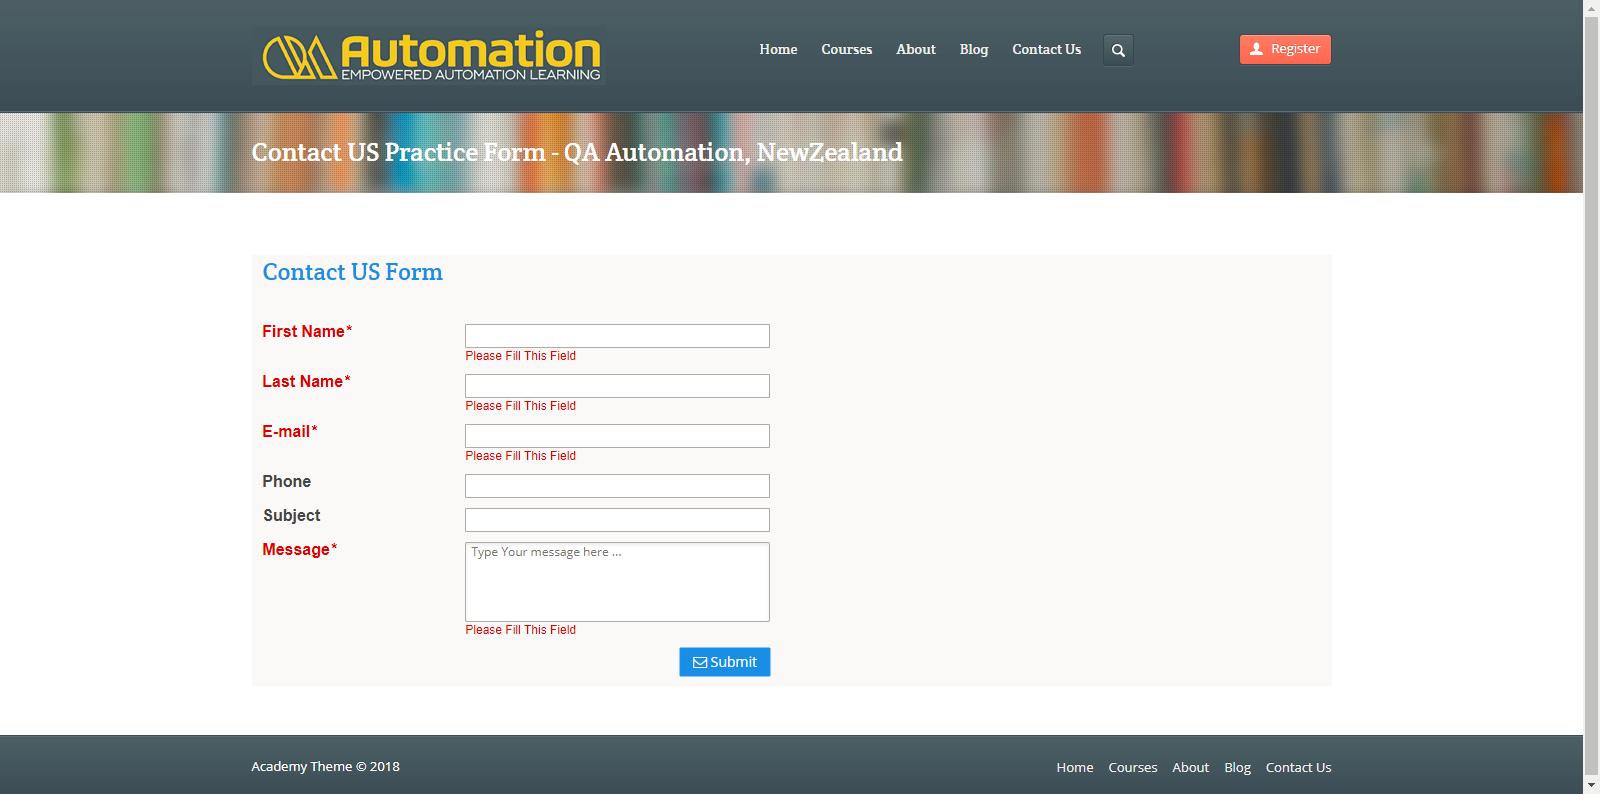 QA Automation
EMPOWERED AUTOMATION LEARNING
Home Courses About Blog Contact Us
Register
Contact US Practice Form - QA Automation, NewZealand
Contact US Form
First Name*
Please Fill This Field
Last Name*
Please Fill This Field
E-mail*
Please Fill This Field
Phone
Subject
Message*
Type Your message here ...
Please Fill This Field
Submit
Academy Theme © 2018
Home Courses About Blog Contact Us